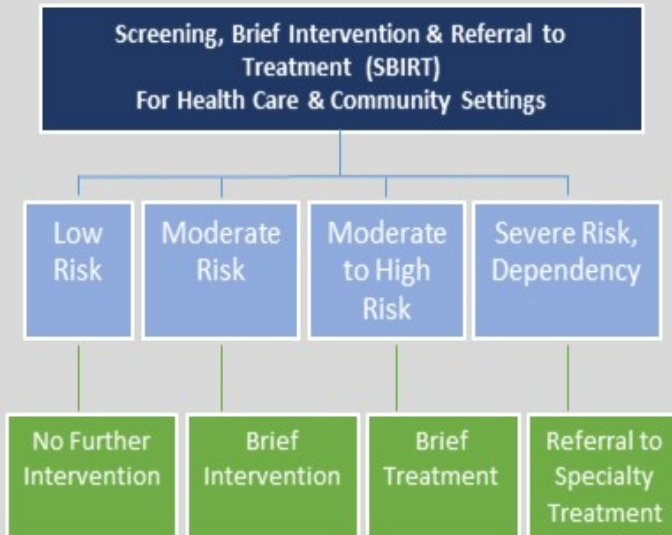 Screening, Brief Intervention & Referral to
Treatment (SBIRT)
For Health Care & Community Settings
Low
Risk
Moderate
Risk
Moderate
to High
Risk
Severe Risk,
Dependency
No Further
Intervention
Brief
Intervention
Brief
Treatment
Referral to
Specialty
Treatment